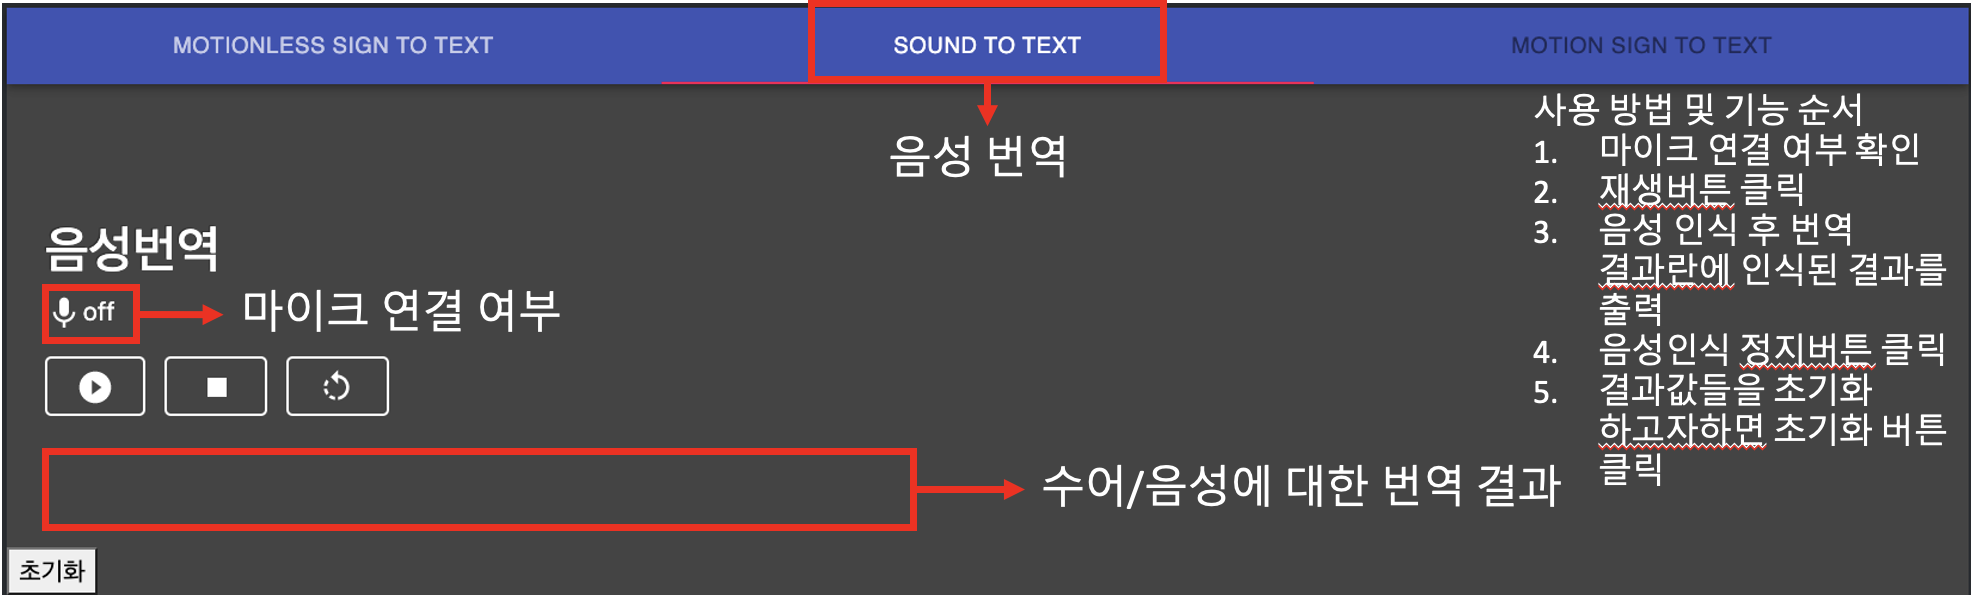 MOTIONLESS SIGN TO TEXT
SOUND TO TEXT
MOTION SIGN TO TEXT
음성 번역
음성번역
off
마이크 연결 여부
수어/음성에 대한 번역 결과
초기화
사용 방법 및 기능 순서
1. 마이크 연결 여부 확인
2. 재생버튼 클릭
3. 음성 인식 후 번역
결과란에 인식된 결과를
출력
4. 음성인식 정지버튼 클릭
5. 결과값들을 초기화
하고자하면 초기화 버튼
클릭